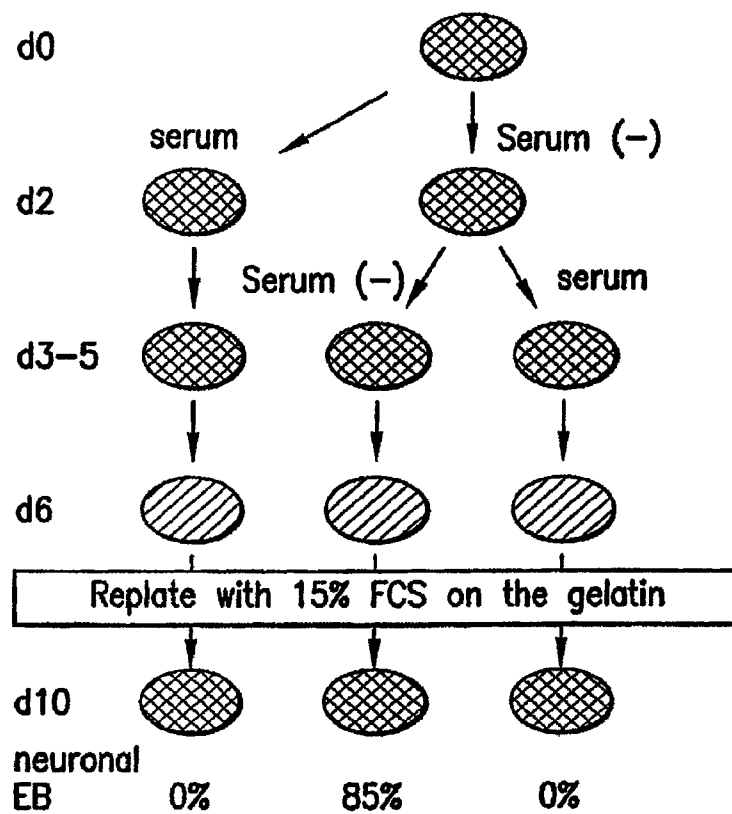 d0
serum
Serum (-)
d2
Serum (-)
serum
d3-5
d6
Replate with 15% FCS on the gelatin
d10
neuronal
EB 0% 85% 0%